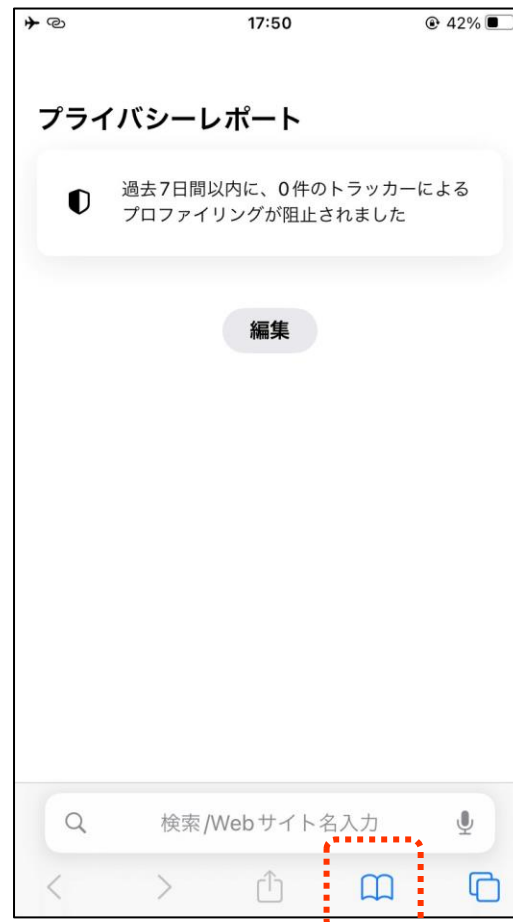 17:50
42%
プライバシーレポート
過去7日間以内に、0件のトラッカーによる
プロファイリングが阻止されました
編集
検索/Webサイト名入力